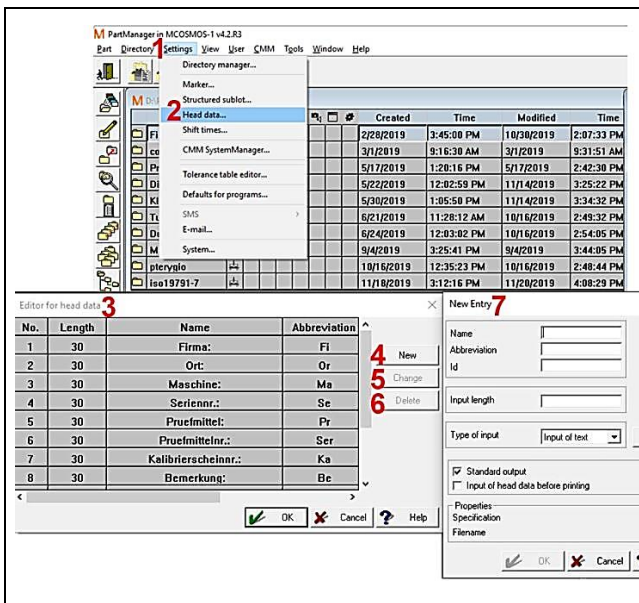 PartManager in MCOSMOS-1 v4.2.R3
Part Directory Settings View User CMM Tools Window Help
1
Directory manager...
Marker...
Structured sublot...
2
Head data...
Shift times...
CMM SystemManager...
Tolerance table editor...
Defaults for programs...
SMS
E-mail...
System...
Created Time Modified Time
2/28/2019 3:45:00 PM 10/30/2019 2:07:33 PM
3/1/2019 9:16:30 AM 3/1/2019 9:31:51 AM
5/17/2019 1:20:16 PM 5/17/2019 2:42:30 PM
5/22/2019 12:02:59 PM 11/14/2019 3:25:22 PM
5/30/2019 1:05:50 PM 11/14/2019 3:34:32 PM
6/21/2019 11:28:12 AM 10/16/2019 2:49:32 PM
6/24/2019 12:03:02 PM 10/16/2019 2:54:05 PM
9/4/2019 3:25:41 PM 9/4/2019 3:44:05 PM
pterygio 10/16/2019 12:35:23 PM 10/16/2019 2:48:44 PM
iso19791-7 11/18/2019 3:12:16 PM 11/20/2019 4:08:29 PM
Editor for head data 3
No. Length Name Abbreviation
1 30 Firma: Fi
2 30 Ort: Or
3 30 Maschine: Ma
4 30 Seriennr.: Se
5 30 Pruefmittel: Pr
6 30 Pruefmittelnr.: Ser
7 30 Kalibrierscheinnr.: Ka
8 30 Bemerkung: Be
4 New
5 Change
6 Delete
OK Cancel Help
New Entry 7
Name
Abbreviation
Id
Input length
Type of input Input of text
Standard output
Input of head data before printing
Properties
Specification
Filename
OK Cancel